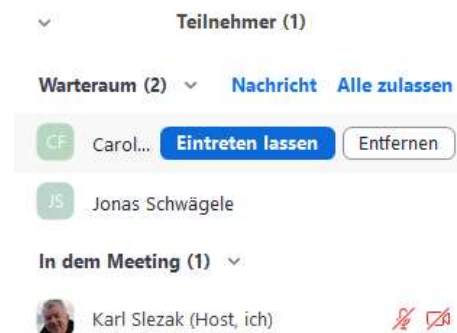 Teilnehmer (1)
Warteraum (2) Nachricht Alle zulassen
CF Carol... Eintreten lassen Entfernen
JS Jonas Schwägele
In dem Meeting (1)
Karl Slezak (Host, ich)